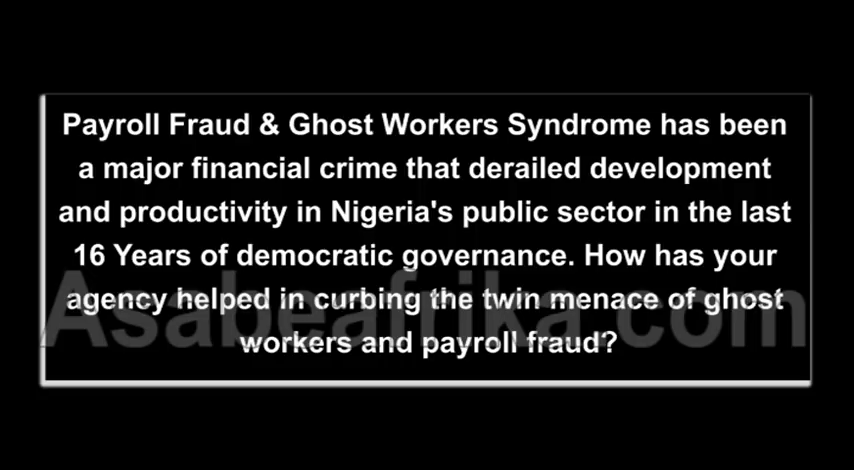 Payroll Fraud & Ghost Workers Syndrome has been
a major financial crime that derailed development
and productivity in Nigeria's public sector in the last
16 Years of democratic governance. How has your
agency helped in curbing the twin menace of ghost
workers and payroll fraud?
Asabeafrika.com